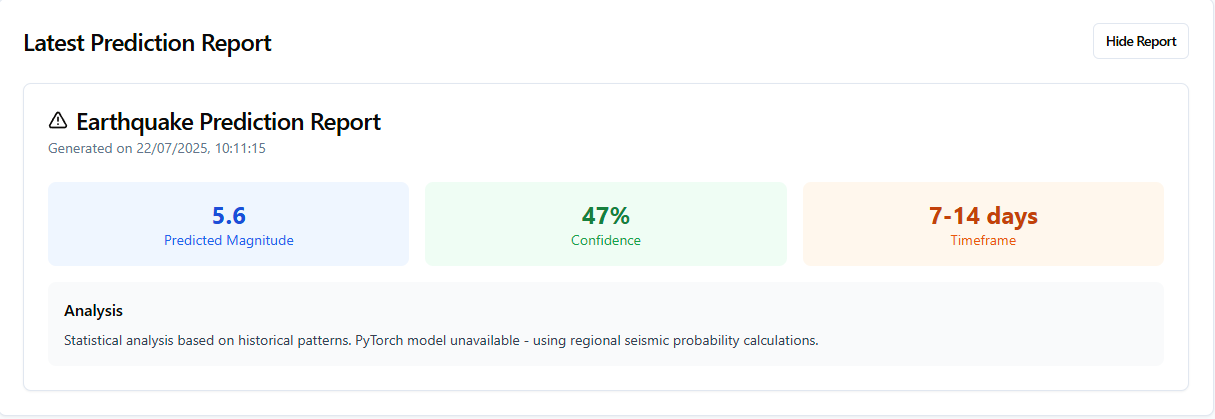 Latest Prediction Report
Hide Report
Earthquake Prediction Report
Generated on 22/07/2025, 10:11:15
5.6
Predicted Magnitude
47%
Confidence
7-14 days
Timeframe
Analysis
Statistical analysis based on historical patterns. PyTorch model unavailable - using regional seismic probability calculations.